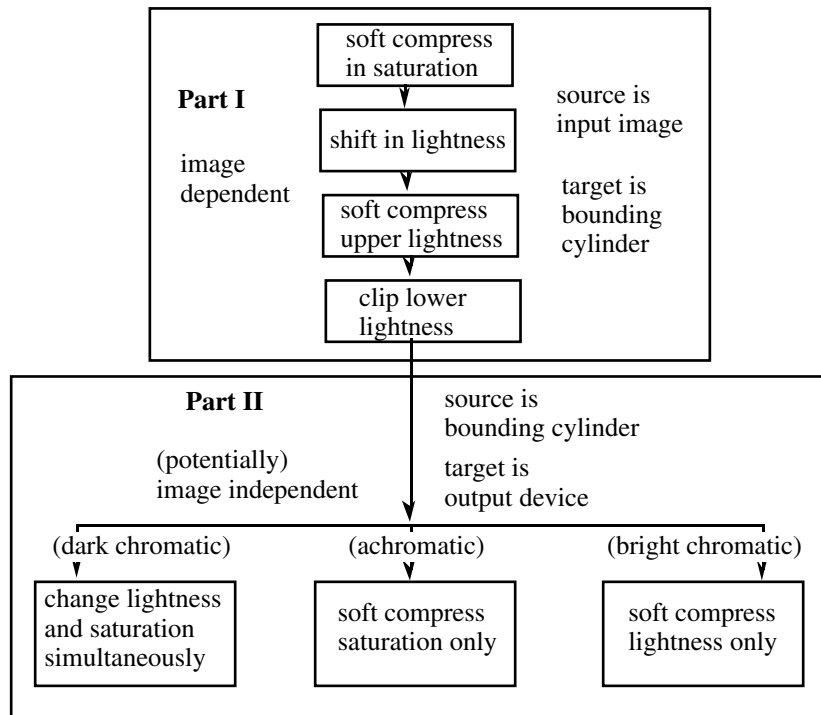 soft compress
in saturation
Part I
source is
input image
shift in lightness
image
dependent
target is
bounding
cylinder
soft compress
upper lightness
clip lower
lightness
Part II
source is
bounding cylinder
(potentially)
image independent
target is
output device
(dark chromatic)
(achromatic)
(bright chromatic)
change lightness
and saturation
simultaneously
soft compress
saturation only
soft compress
lightness only